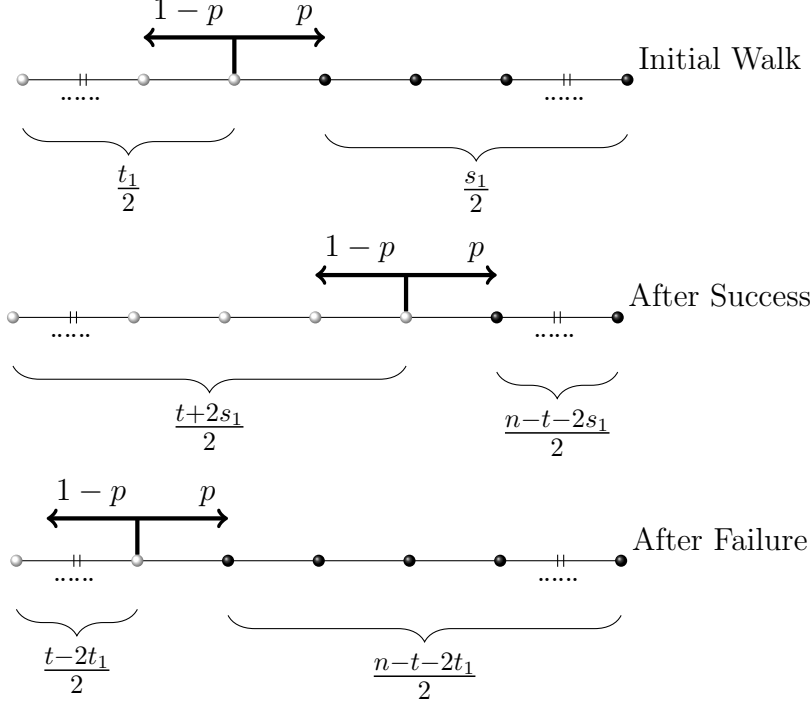 1 − p p
Initial Walk
......
......
t₁/2
s₁/2
1 − p p
After Success
......
......
t+2s₁/2
n−t−2s₁/2
1 − p p
After Failure
......
......
t−2t₁/2
n−t−2t₁/2